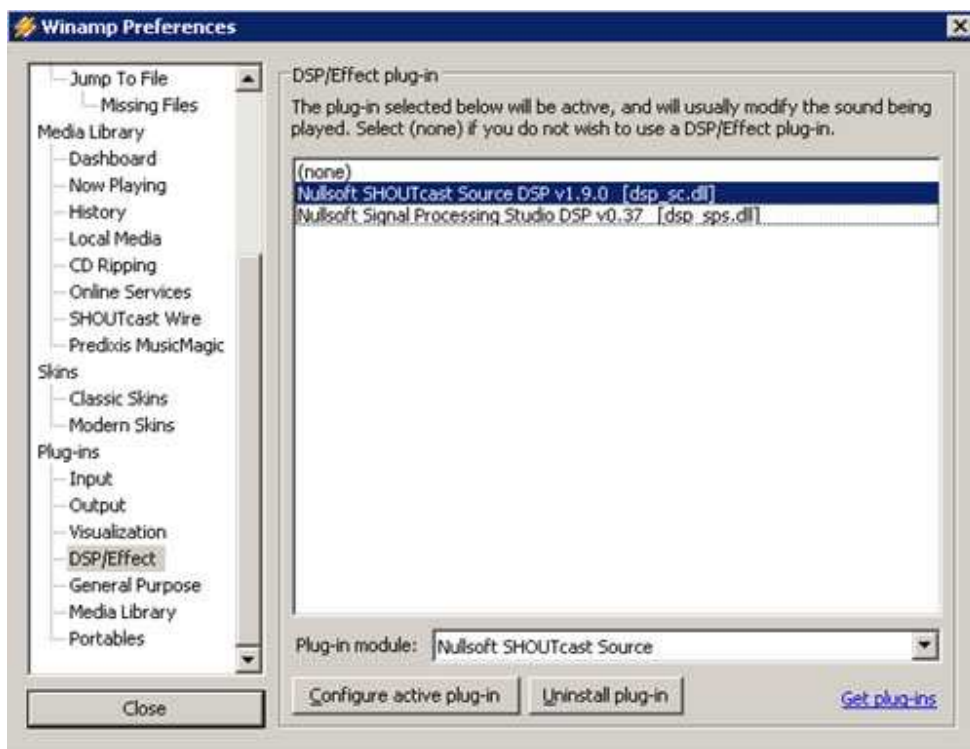 Winamp Preferences
Jump To File
Missing Files
Media Library
Dashboard
Now Playing
History
Local Media
CD Ripping
Online Services
SHOUTcast Wire
Predixis MusicMagic
Skins
Classic Skins
Modern Skins
Plug-ins
Input
Output
Visualization
DSP/Effect
General Purpose
Media Library
Portables
Close
DSP/Effect plug-in
The plug-in selected below will be active, and will usually modify the sound being
played. Select (none) if you do not wish to use a DSP/Effect plug-in.
(none)
Nullsoft SHOUTcast Source DSP v1.9.0 [dsp_sc.dll]
Nullsoft Signal Processing Studio DSP v0.37 [dsp_sps.dll]
Plug-in module: Nullsoft SHOUTcast Source
Configure active plug-in Uninstall plug-in Get plug-ins